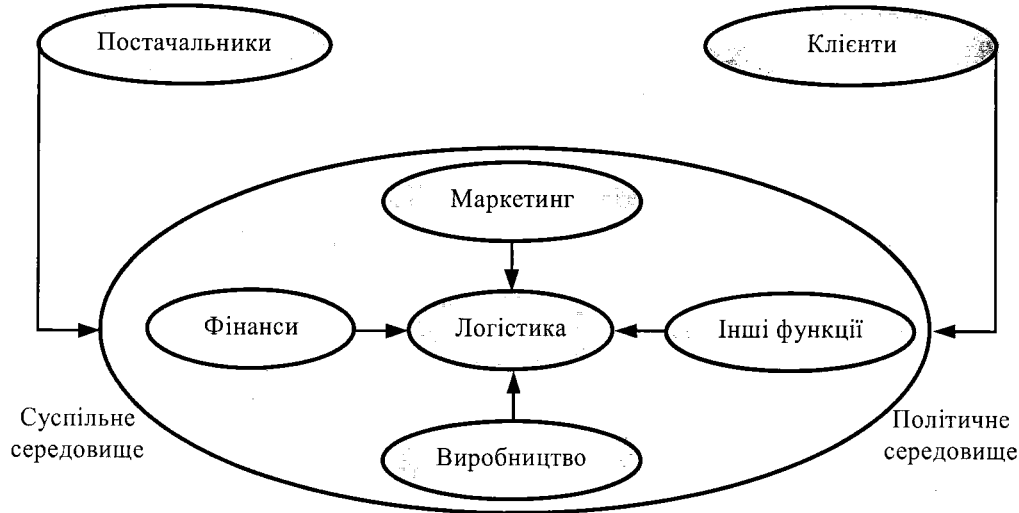 Постачальники
Клієнти
Маркетинг
Фінанси
Логістика
Інші функції
Суспільне
середовище
Політичне
середовище
Виробництво